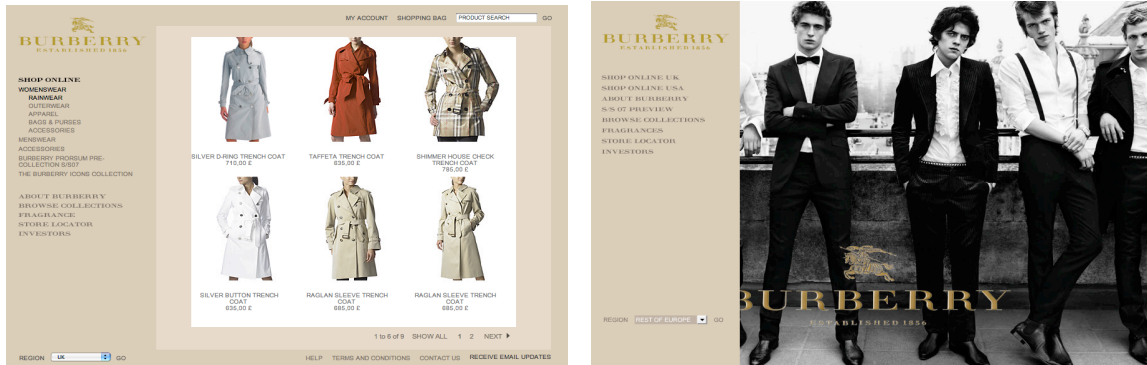 MY ACCOUNT SHOPPING BAG PRODUCT SEARCH GO
BURBERRY
ESTABLISHED 1856
SHOP ONLINE
WOMENSWEAR
RAINWEAR
OUTERWEAR
APPAREL
BAGS & PURSES
ACCESSORIES
MENSWEAR
ACCESSORIES
BURBERRY PRORSUM PRE-
COLLECTION S/S07
THE BURBERRY ICONS COLLECTION
ABOUT BURBERRY
BROWSE COLLECTIONS
FRAGRANCE
STORE LOCATOR
INVESTORS
SILVER D-RING TRENCH COAT
710,00 £
TAFFETA TRENCH COAT
635,00 £
SHIMMER HOUSE CHECK
TRENCH COAT
785,00 £
SILVER BUTTON TRENCH
COAT
635,00 £
RAGLAN SLEEVE TRENCH
COAT
685,00 £
RAGLAN SLEEVE TRENCH
COAT
685,00 £
1 to 6 of 9 SHOW ALL 1 2 NEXT
REGION UK GO
HELP TERMS AND CONDITIONS CONTACT US RECEIVE EMAIL UPDATES
BURBERRY
ESTABLISHED 1856
SHOP ONLINE UK
SHOP ONLINE USA
ABOUT BURBERRY
S/S 07 PREVIEW
BROWSE COLLECTIONS
FRAGRANCES
STORE LOCATOR
INVESTORS
REGION REST OF EUROPE GO
BURBERRY
ESTABLISHED 1856